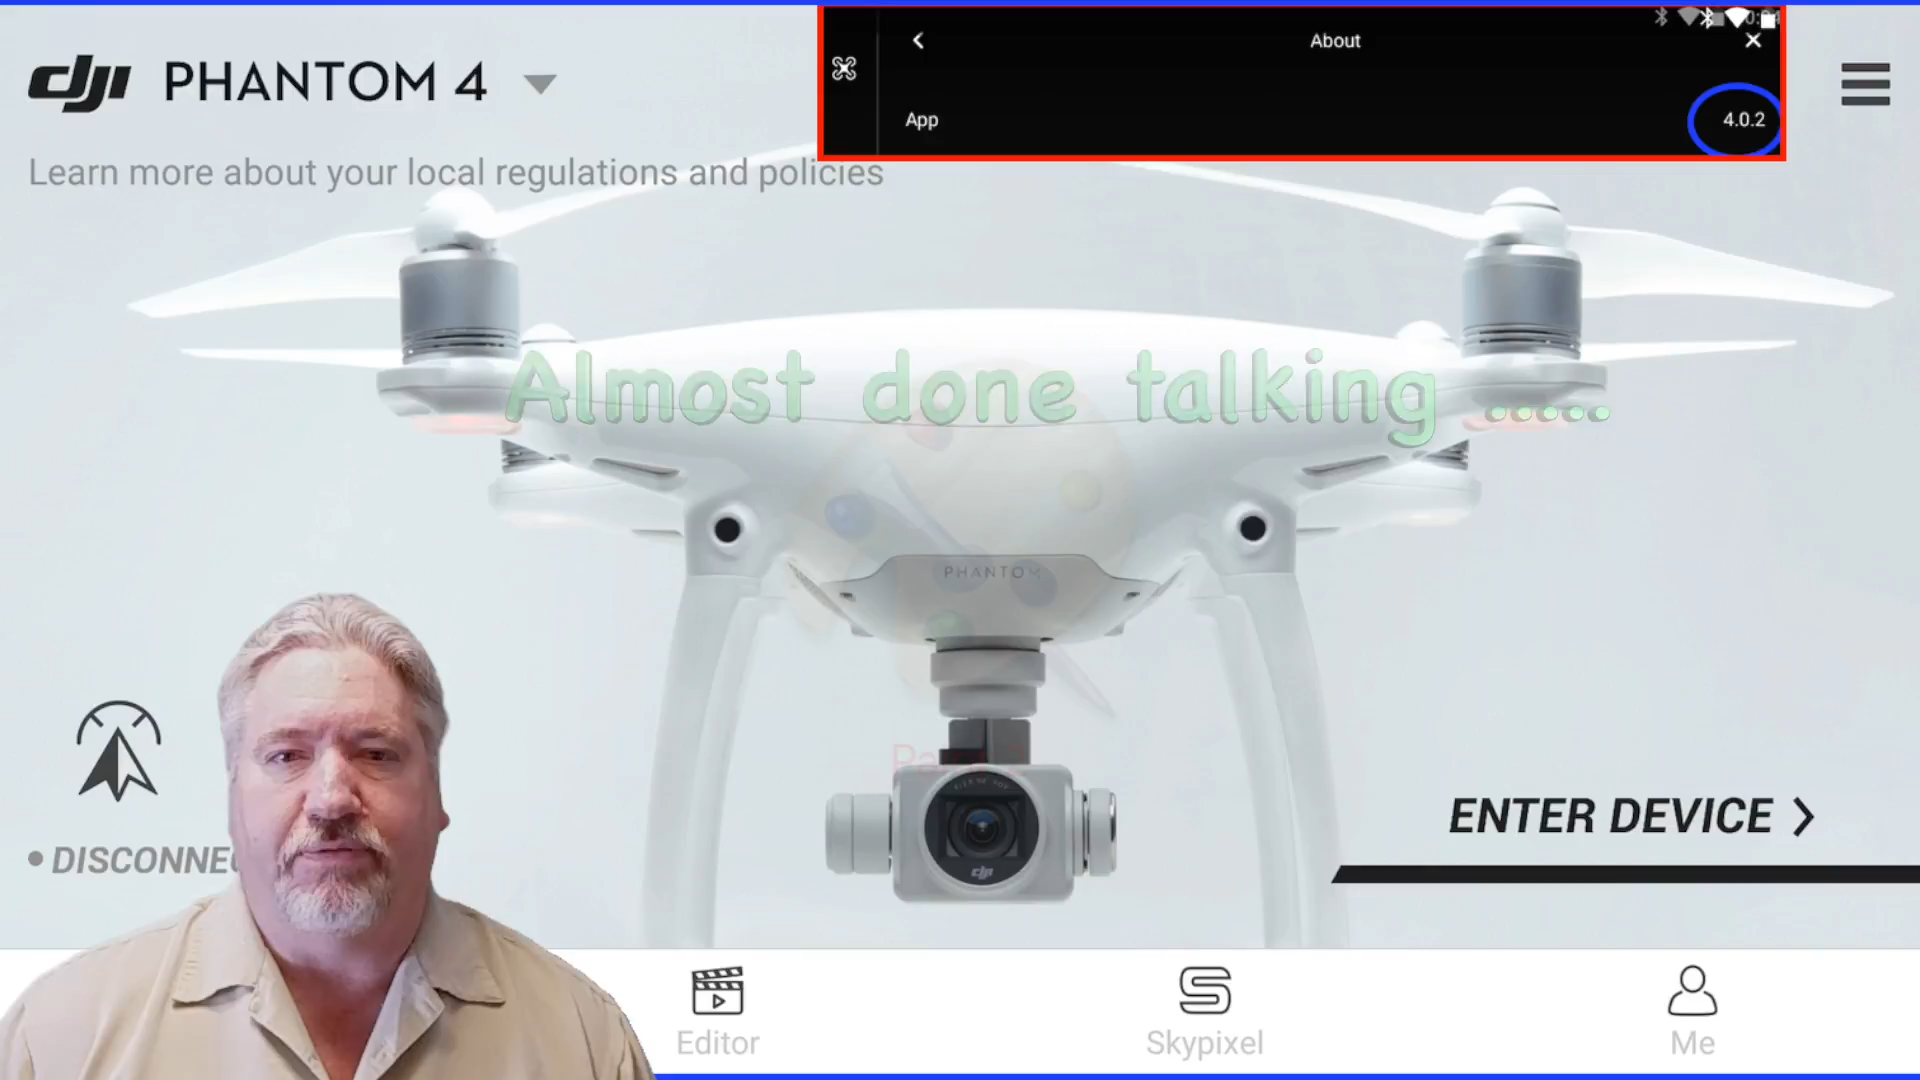 dji PHANTOM 4
About
App 4.0.2
Learn more about your local regulations and policies
Almost done talking .....
PHANTOM
dji
ENTER DEVICE
Editor
Skypixel
Me